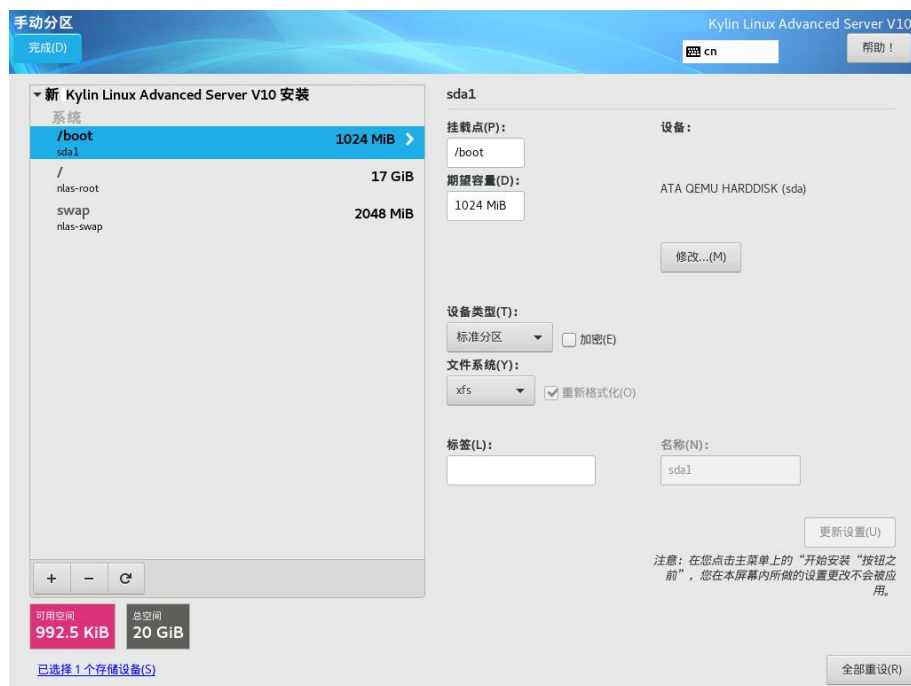 手动分区
Kylin Linux Advanced Server V10
完成(D)
cn
帮助！
新 Kylin Linux Advanced Server V10 安装
系统
/boot
1024 MiB
sda1
/
17 GiB
nlas-root
swap
2048 MiB
nlas-swap
sda1
挂载点(P)：
设备：
/boot
期望容量(D)：
ATA QEMU HARDDISK (sda)
1024 MiB
修改...(M)
设备类型(T)：
标准分区
加密(E)
文件系统(Y)：
xfs
重新格式化(O)
标签(L)：
名称(N)：
sda1
更新设置(U)
注意：在您点击主菜单上的“开始安装“按钮之
前”，您在本屏幕内所做的设置更改不会被应
用。
+ − 
可用空间
992.5 KiB
总空间
20 GiB
已选择 1 个存储设备(S)
全部重设(R)